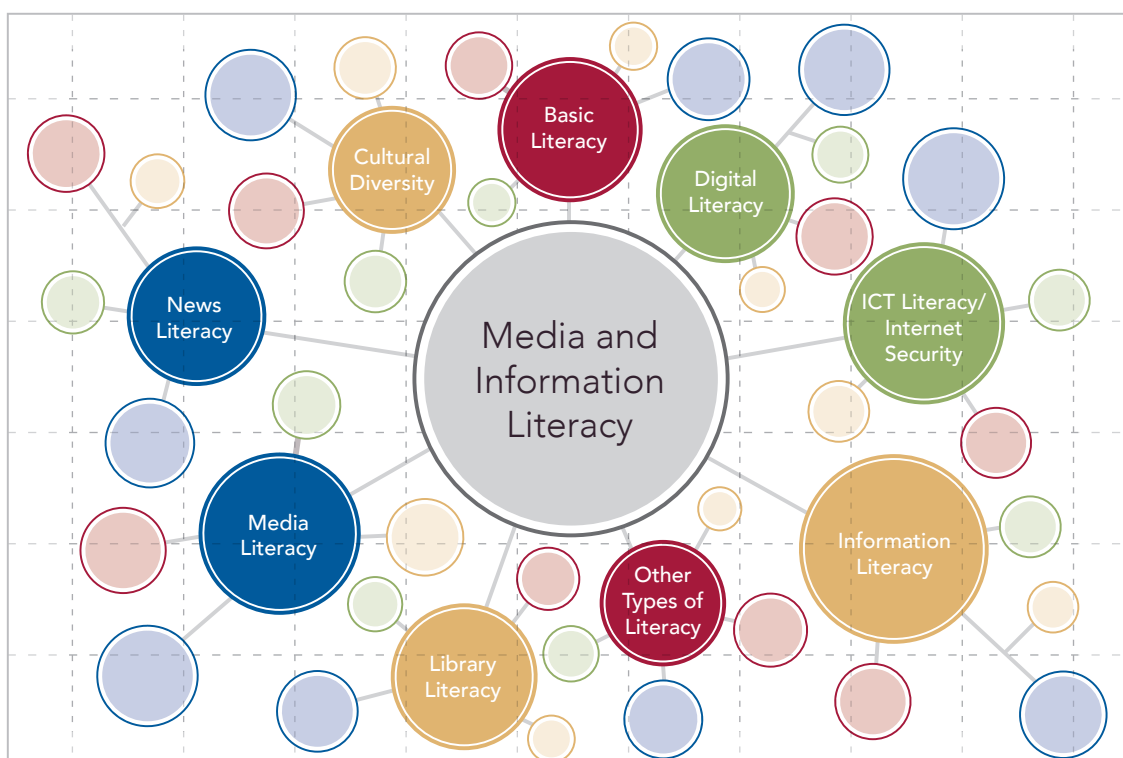 Basic
Literacy
Cultural
Diversity
Digital
Literacy
News
Literacy
ICT Literacy/
Internet
Security
Media and
Information
Literacy
Media
Literacy
Information
Literacy
Other
Types of
Literacy
Library
Literacy